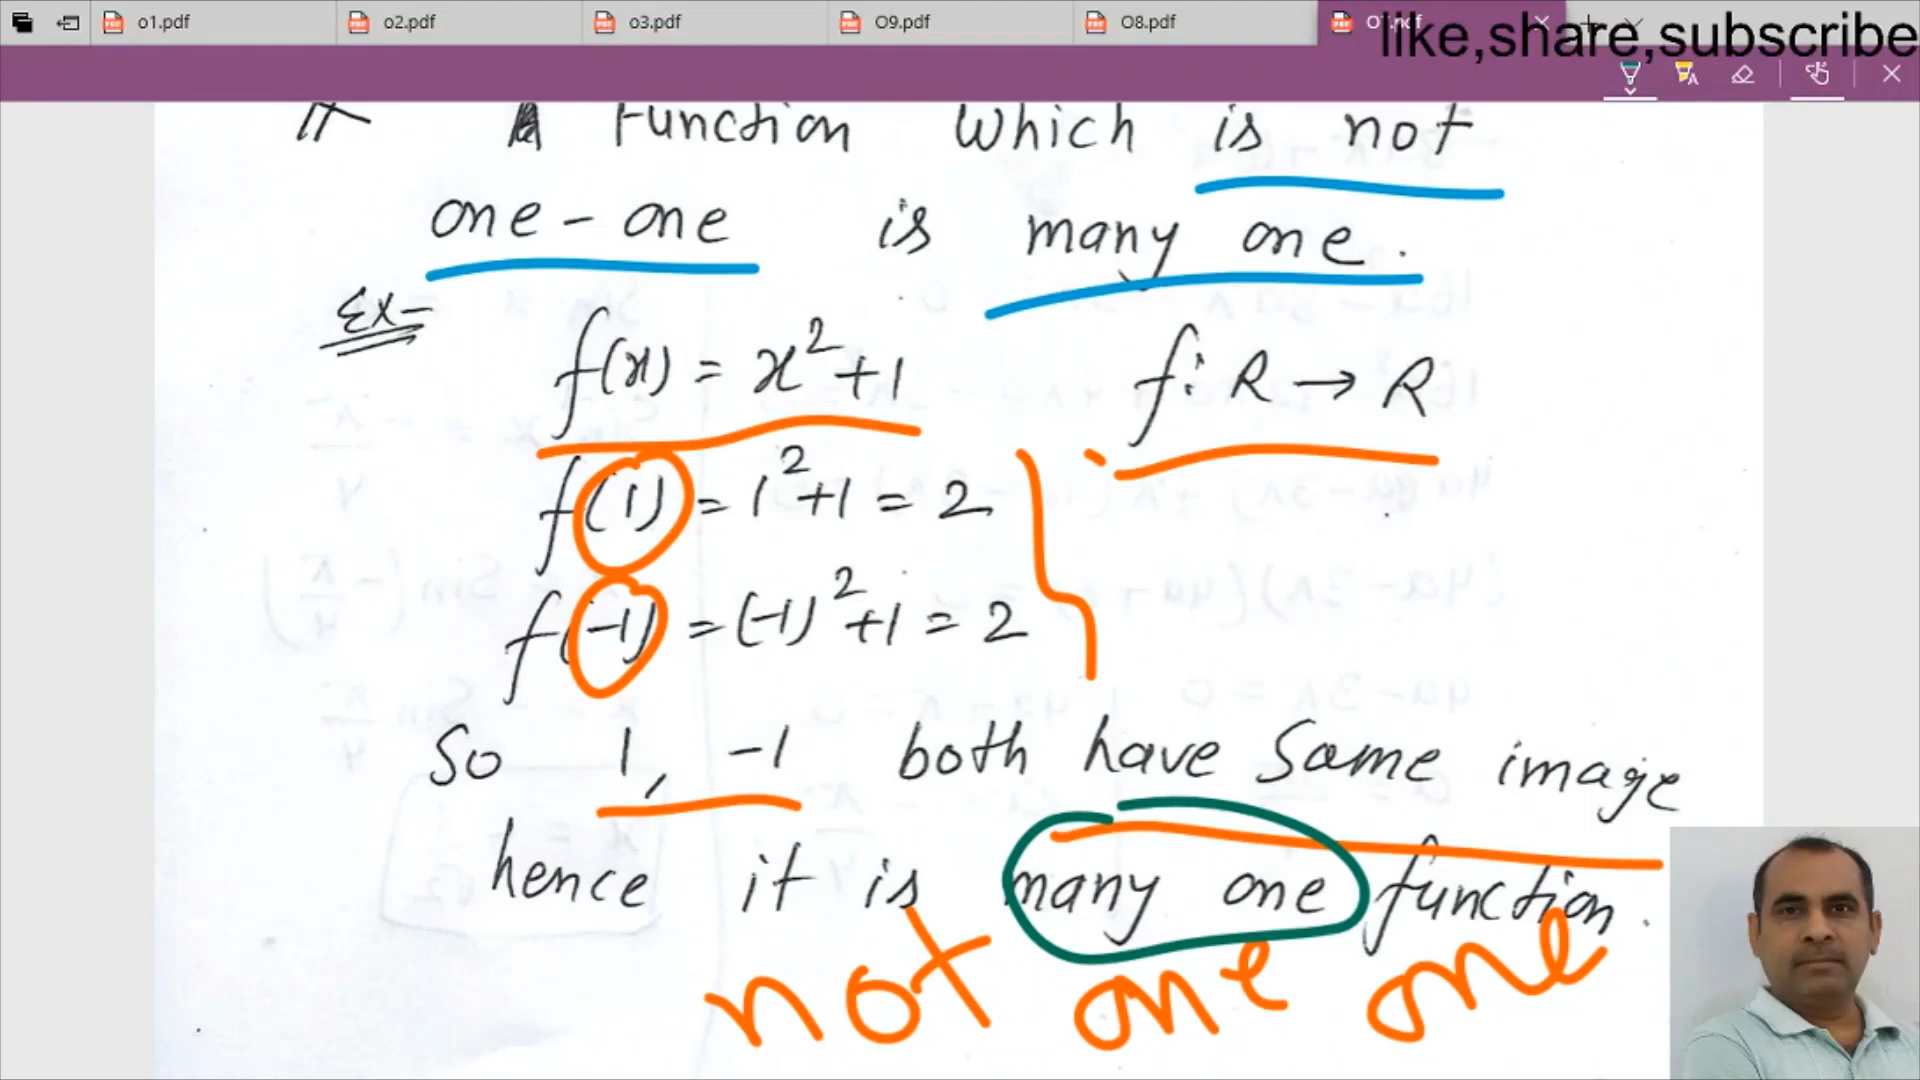 o1.pdf o2.pdf o3.pdf O9.pdf O8.pdf
like,share,subscribe
A Function which is not
one-one is many one.
Ex-
f(x) = x²+1 f: R → R
f(1) = 1²+1 = 2
f(-1) = (-1)²+1 = 2
So 1, -1 both have same image
hence it is many one function.
not one one